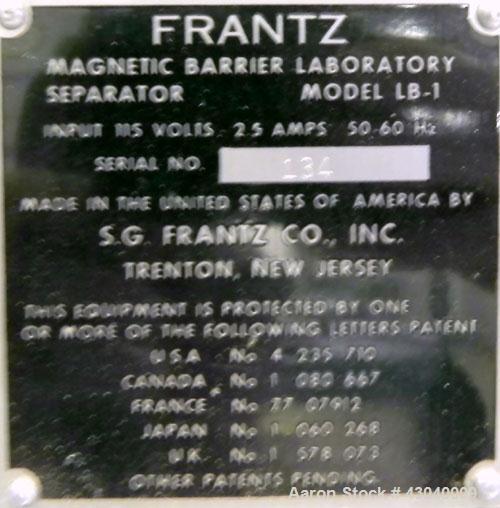 FRANTZ
MAGNETIC BARRIER LABORATORY
SEPARATOR MODEL LB-1
INPUT 115 VOLTS 2.5 AMPS 50-60 Hz
SERIAL NO. 134
MADE IN THE UNITED STATES OF AMERICA BY
S.G. FRANTZ CO., INC.
TRENTON, NEW JERSEY
THIS EQUIPMENT IS PROTECTED BY ONE
OR MORE OF THE FOLLOWING LETTERS PATENT
U.S.A. No 4 235 710
CANADA No 1 080 667
FRANCE No 77 07912
JAPAN No 1 060 268
U.K. No 1 578 073
OTHER PATENTS PENDING
Aaron Stock # 43040009